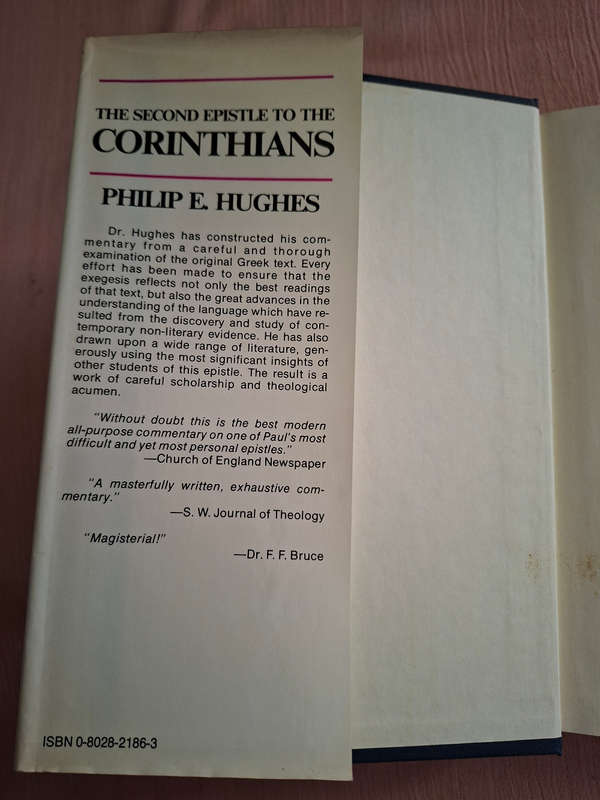 THE SECOND EPISTLE TO THE
CORINTHIANS
PHILIP E. HUGHES
Dr. Hughes has constructed his com-
mentary from a careful and thorough
examination of the original Greek text. Every
effort has been made to ensure that the
exegesis reflects not only the best readings
of that text, but also the great advances in the
understanding of the language which have re-
sulted from the discovery and study of con-
temporary non-literary evidence. He has also
drawn upon a wide range of literature, gen-
erously using the most significant insights of
other students of this epistle. The result is a
work of careful scholarship and theological
acumen.
"Without doubt this is the best modern
all-purpose commentary on one of Paul's most
difficult and yet most personal epistles."
—Church of England Newspaper
"A masterfully written, exhaustive com-
mentary."
—S. W. Journal of Theology
"Magisterial!"
—Dr. F. F. Bruce
ISBN 0-8028-2186-3